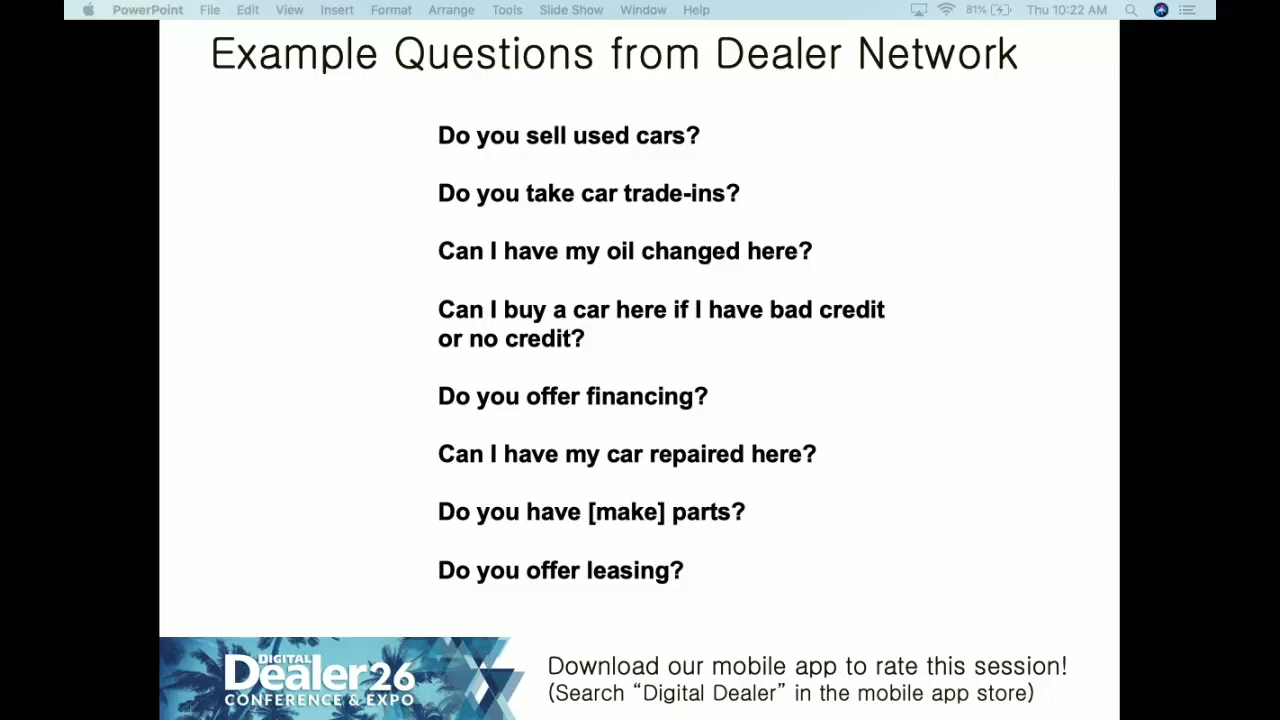 PowerPoint File Edit View Insert Format Arrange Tools Slide Show Window Help 81% Thu 10:22 AM
Example Questions from Dealer Network
Do you sell used cars?
Do you take car trade-ins?
Can I have my oil changed here?
Can I buy a car here if I have bad credit
or no credit?
Do you offer financing?
Can I have my car repaired here?
Do you have [make] parts?
Do you offer leasing?
DIGITAL
Dealer26
CONFERENCE & EXPO
Download our mobile app to rate this session!
(Search “Digital Dealer” in the mobile app store)